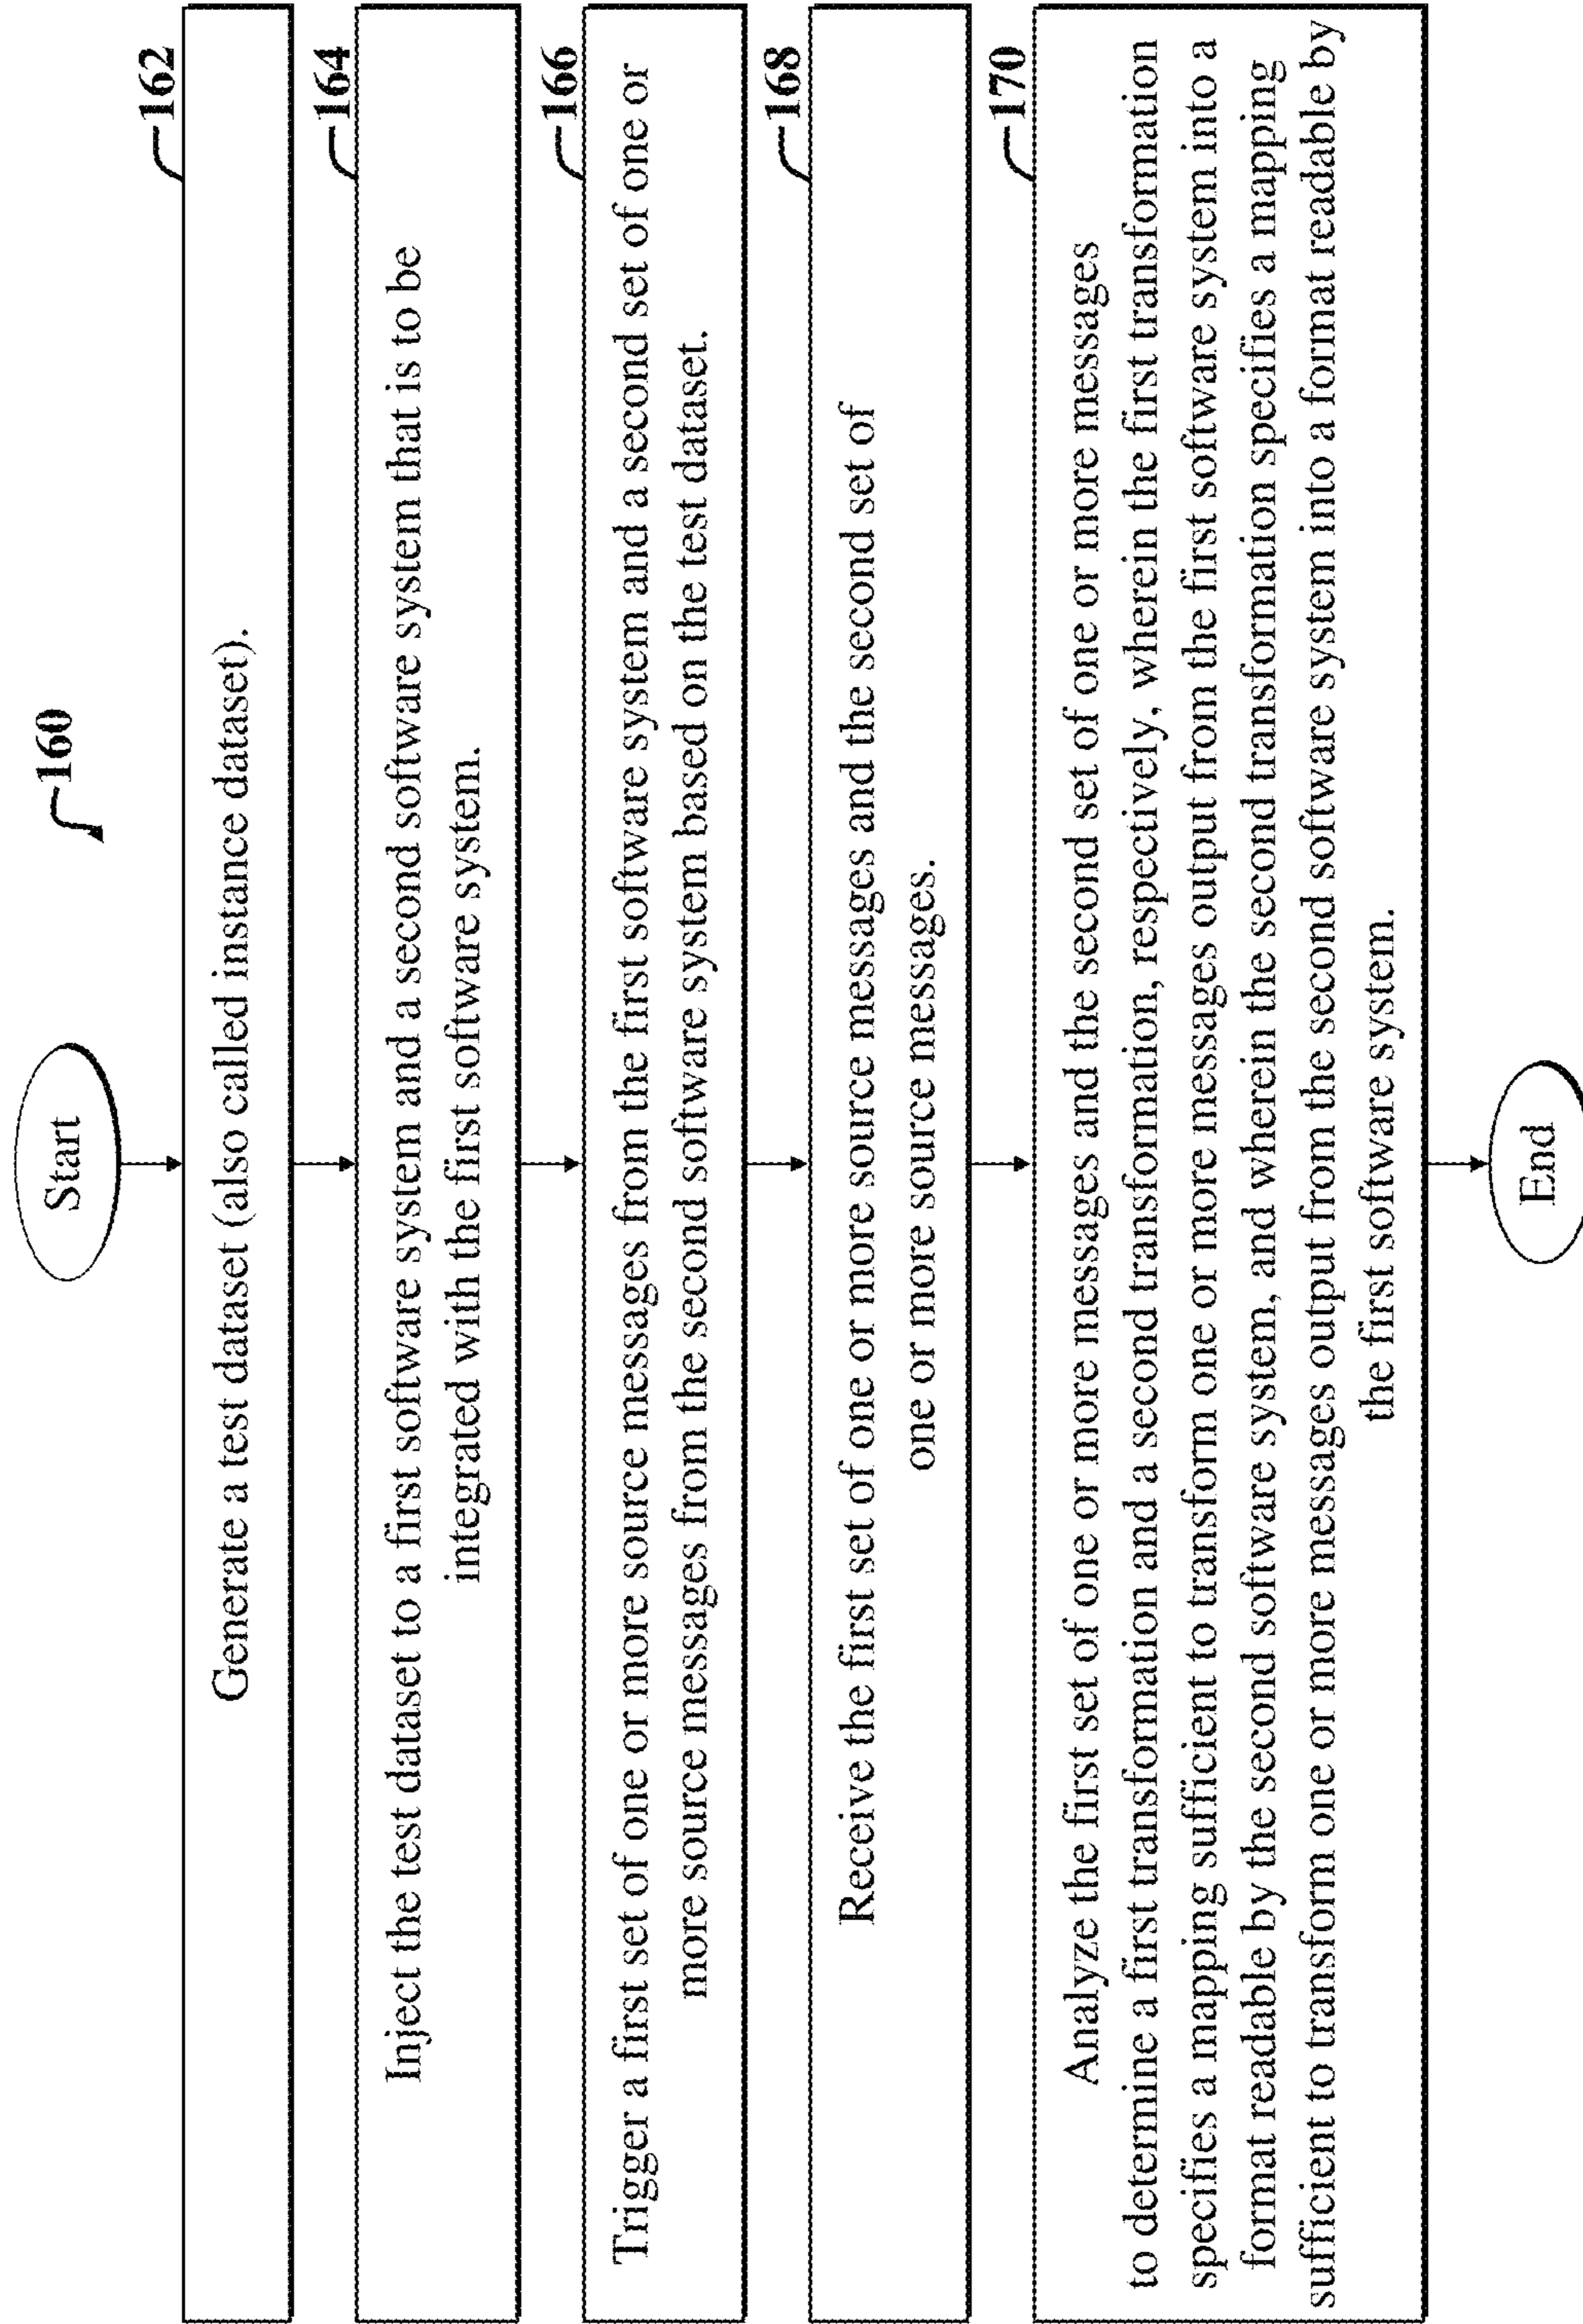 160
Start
162
Generate a test dataset (also called instance dataset).
164
Inject the test dataset to a first software system and a second software system that is to be
integrated with the first software system.
166
Trigger a first set of one or more source messages from the first software system and a second set of one or
more source messages from the second software system based on the test dataset.
168
Receive the first set of one or more source messages and the second set of
one or more source messages.
170
Analyze the first set of one or more messages and the second set of one or more messages
to determine a first transformation and a second transformation, respectively, wherein the first transformation
specifies a mapping sufficient to transform one or more messages output from the first software system into a
format readable by the second software system, and wherein the second transformation specifies a mapping
sufficient to transform one or more messages output from the second software system into a format readable by
the first software system.
End